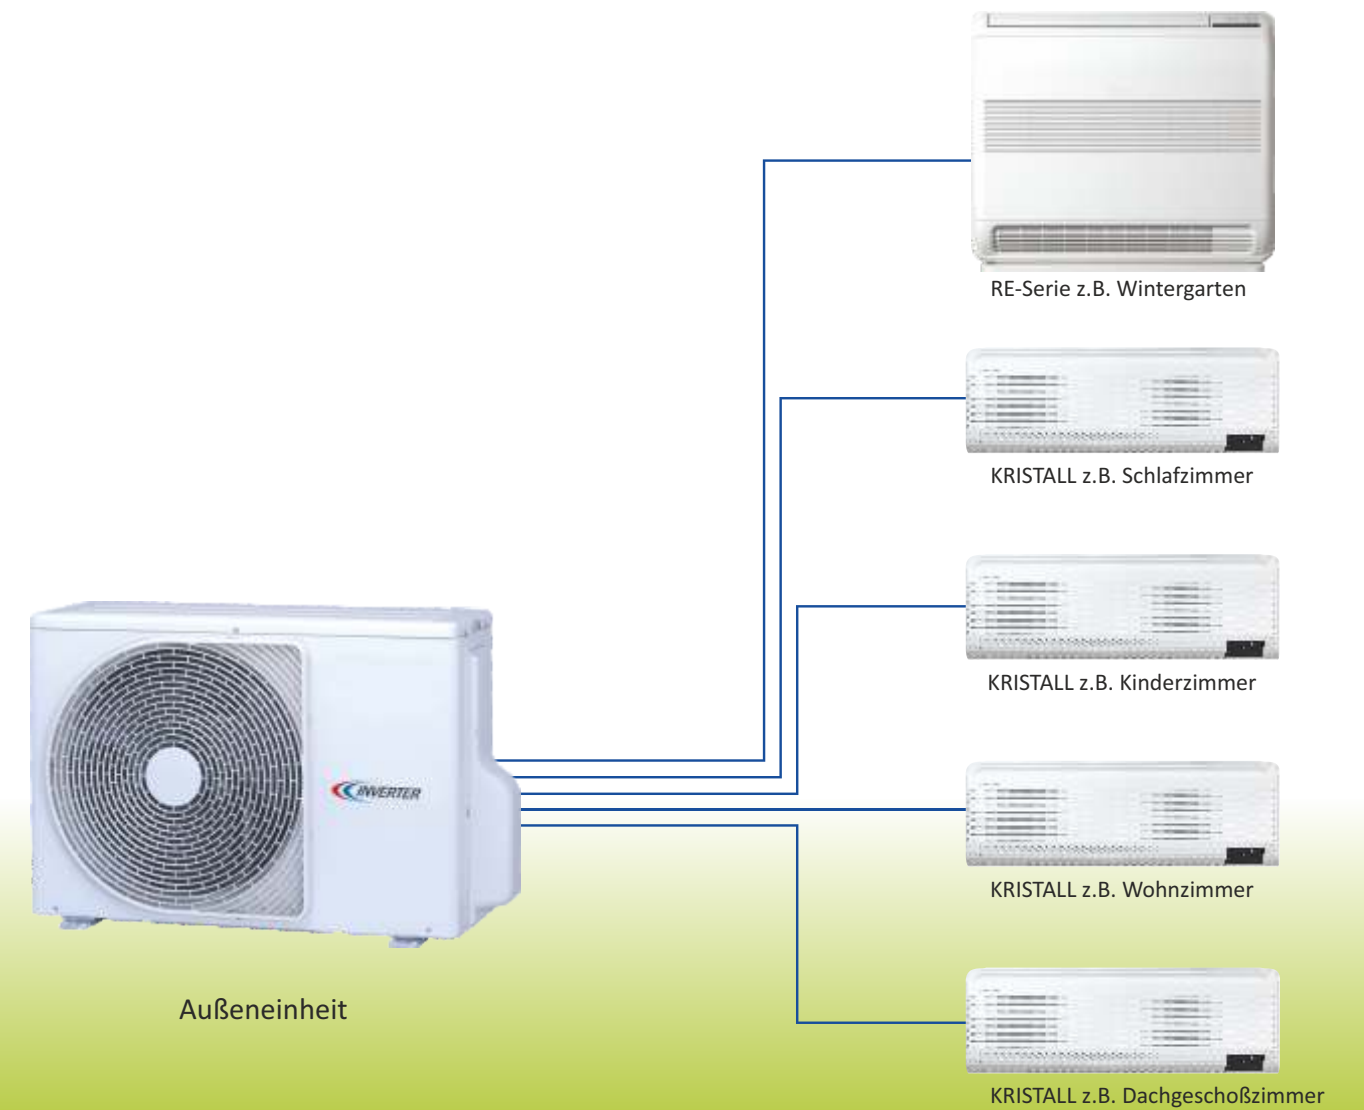 RE-Serie z.B. Wintergarten
KRISTALL z.B. Schlafzimmer
KRISTALL z.B. Kinderzimmer
INVERTER
KRISTALL z.B. Wohnzimmer
Außeneinheit
KRISTALL z.B. Dachgeschoßzimmer